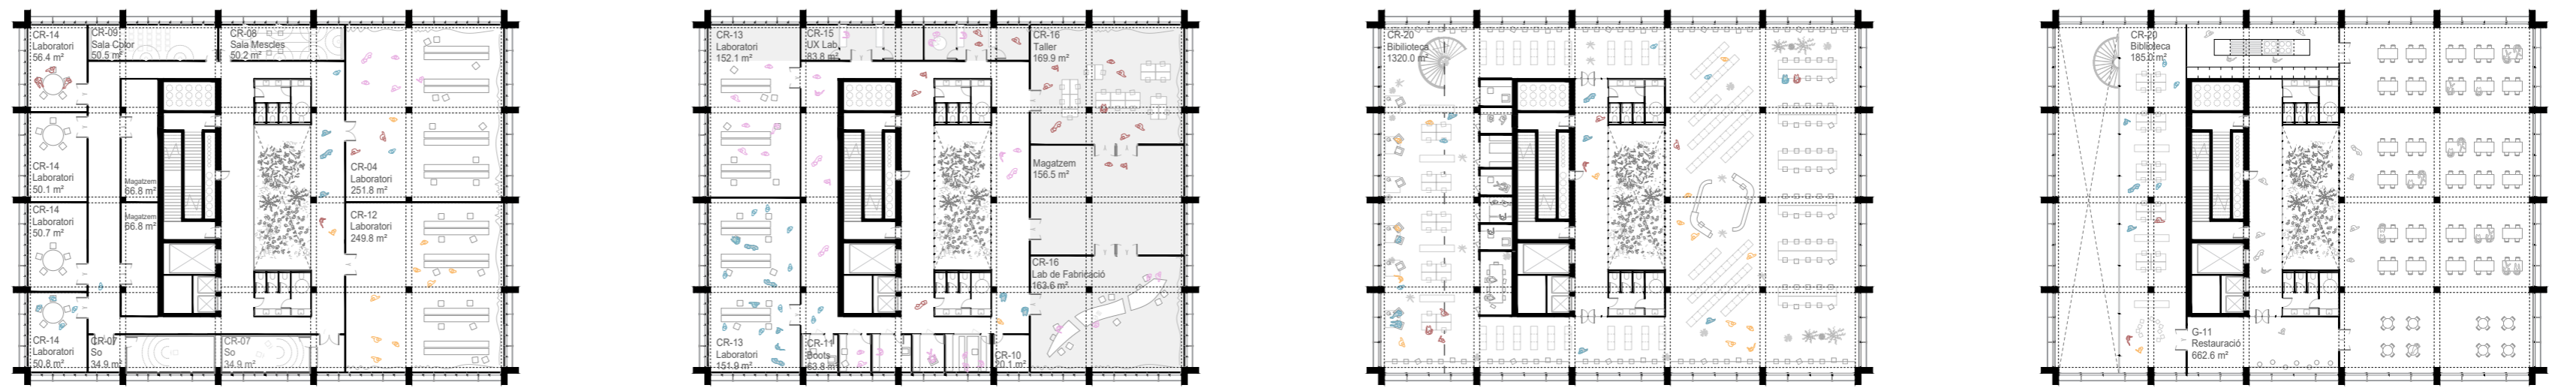 CR-14
Laboratori
56.4 m²
CR-09
Sala Color
50.5 m²
CR-08
Sala Mescles
50.2 m²
CR-14
Laboratori
50.1 m²
Magatzem
66.8 m²
CR-04
Laboratori
251.8 m²
CR-14
Laboratori
50.7 m²
Magatzem
66.8 m²
CR-12
Laboratori
249.8 m²
CR-14
Laboratori
50.8 m²
CR-07
So
34.9 m²
CR-07
So
34.9 m²
CR-13
Laboratori
152.1 m²
CR-15
UX Lab
83.8 m²
CR-16
Taller
169.9 m²
Magatzem
156.5 m²
CR-16
Lab de Fabricació
163.6 m²
CR-13
Laboratori
151.9 m²
CR-11
Boots
63.8 m²
CR-10
20.1 m²
CR-20
Biblioteca
1320.0 m²
CR-20
Biblioteca
185.0 m²
G-11
Restauració
662.6 m²